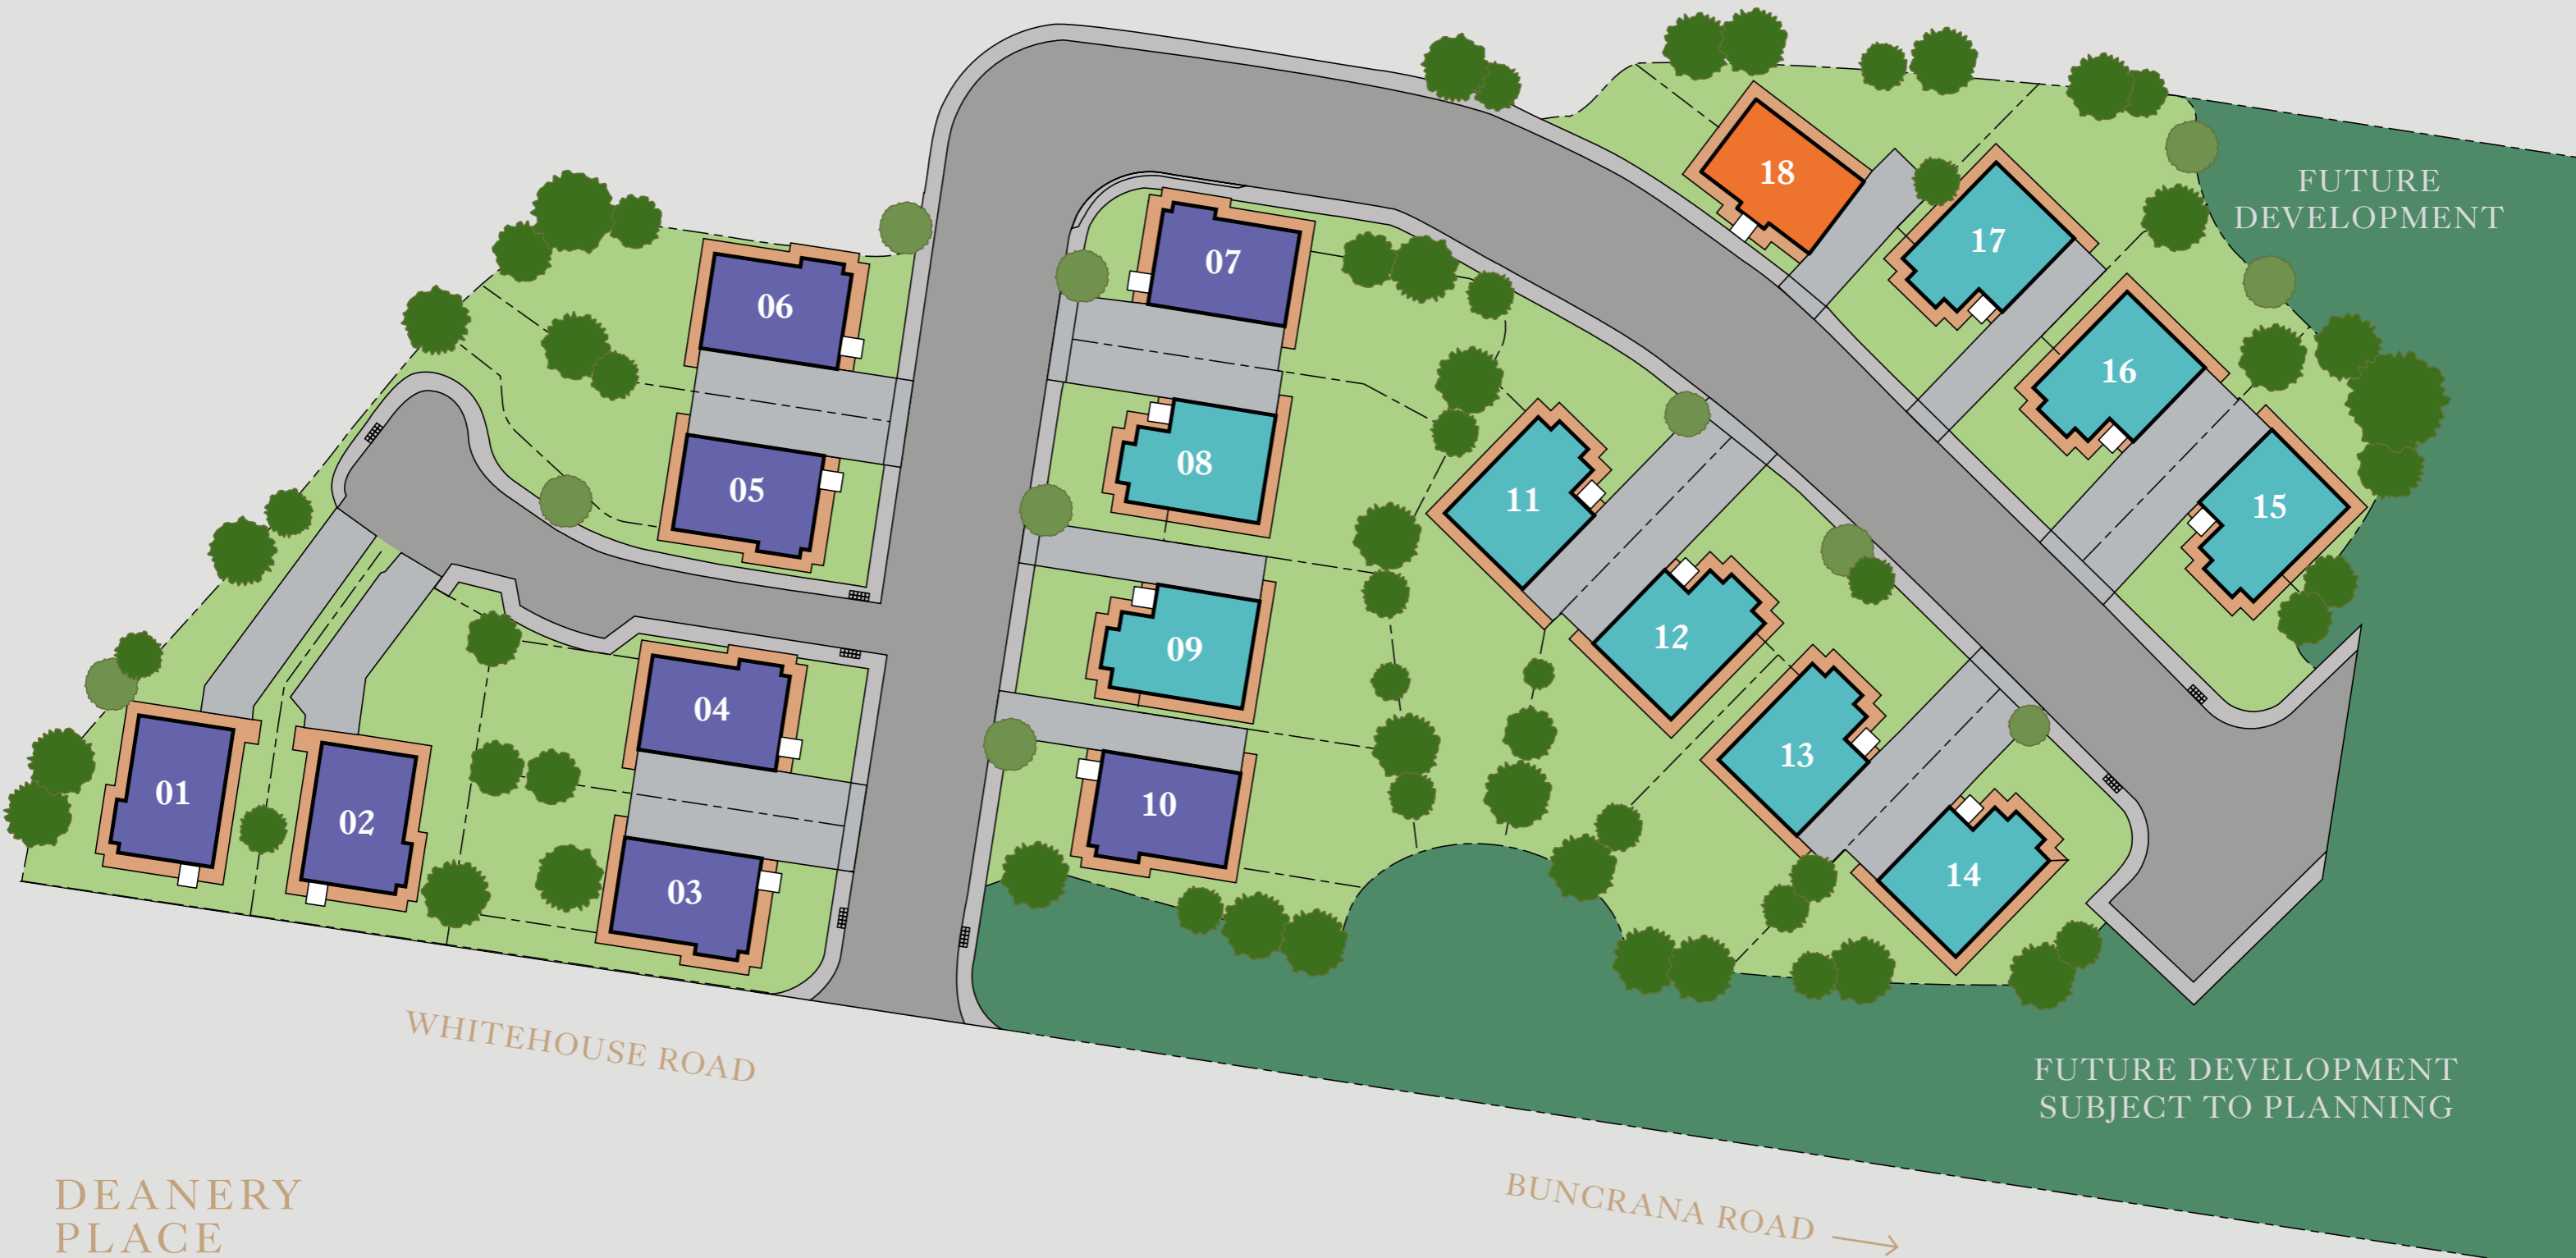 18
FUTURE
DEVELOPMENT
17
07
06
16
08
05
11
15
12
09
04
13
01
10
02
14
03
WHITEHOUSE ROAD
FUTURE DEVELOPMENT
SUBJECT TO PLANNING
DEANERY
PLACE
BUNCRANA ROAD →